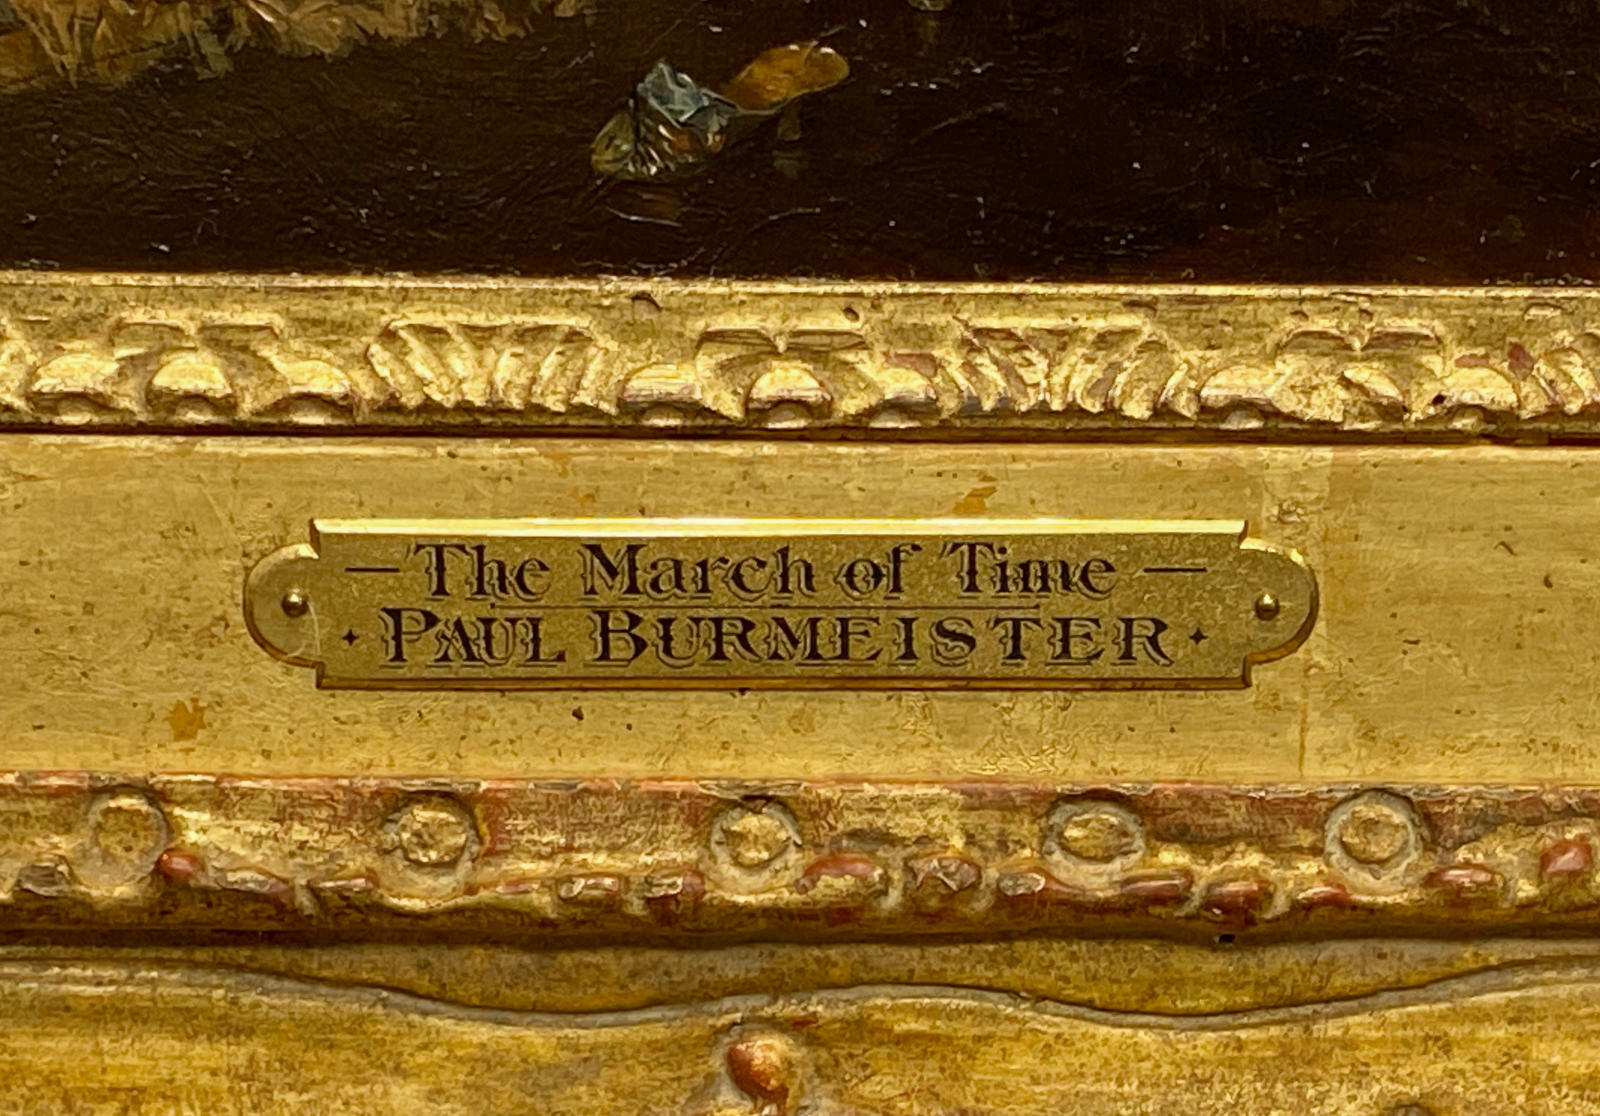 — The March of Time —
· PAUL BURMEISTER ·